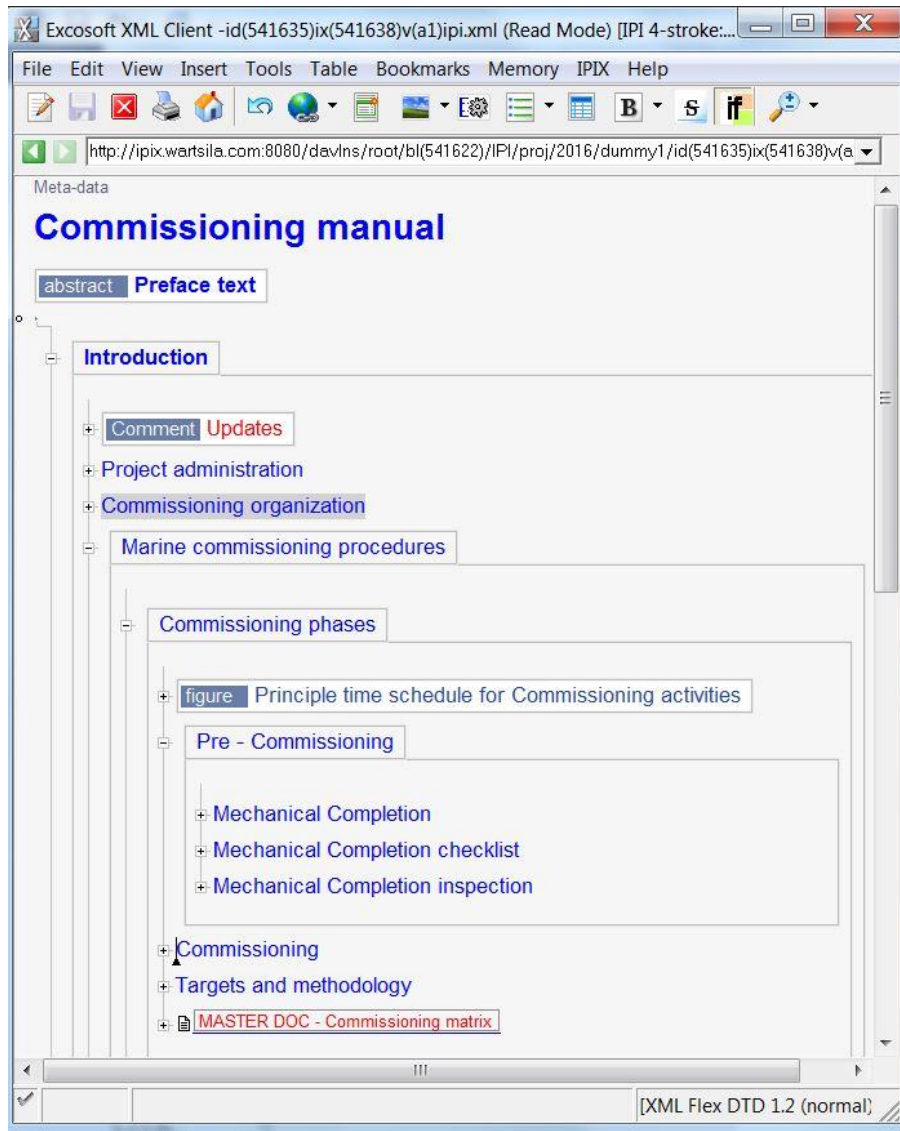 Excosoft XML Client -id(541635)ix(541638)v(a1)ipi.xml (Read Mode) [IPI 4-stroke:...
File Edit View Insert Tools Table Bookmarks Memory IPIX Help
B S if
http://ipix.wartsila.com:8080/davlns/root/bl(541622)/IPI/proj/2016/dummy1/id(541635)ix(541638)v(a
Meta-data
Commissioning manual
abstract Preface text
Introduction
Comment Updates
Project administration
Commissioning organization
Marine commissioning procedures
Commissioning phases
figure Principle time schedule for Commissioning activities
Pre - Commissioning
Mechanical Completion
Mechanical Completion checklist
Mechanical Completion inspection
Commissioning
Targets and methodology
MASTER DOC - Commissioning matrix
[XML Flex DTD 1.2 (normal)